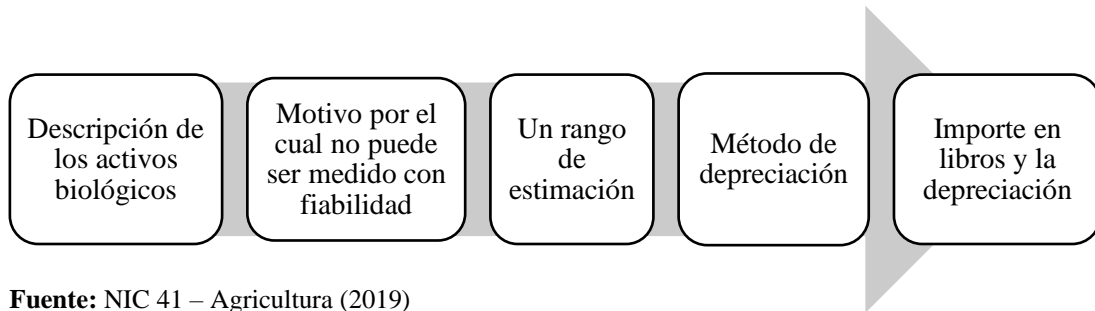 Descripción de
los activos
biológicos
Motivo por el
cual no puede
ser medido con
fiabilidad
Un rango
de
estimación
Método de
depreciación
Importe en
libros y la
depreciación
Fuente: NIC 41 – Agricultura (2019)